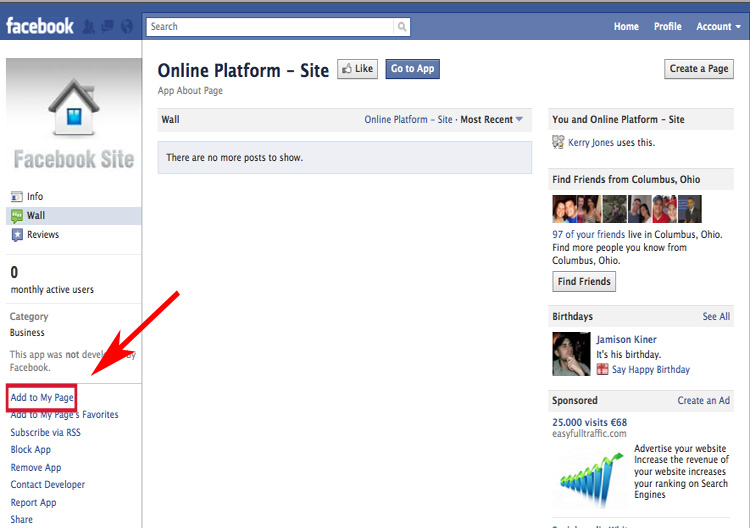 facebook
Search
Home Profile Account
Online Platform – Site
Like
Go to App
Create a Page
App About Page
Facebook Site
Info
Wall
Reviews
0
monthly active users
Category
Business
This app was not developed by
Facebook.
Add to My Page
Add to My Page's Favorites
Subscribe via RSS
Block App
Remove App
Contact Developer
Report App
Share
Wall
Online Platform – Site · Most Recent
There are no more posts to show.
You and Online Platform – Site
Kerry Jones uses this.
Find Friends from Columbus, Ohio
97 of your friends live in Columbus, Ohio.
Find more people you know from
Columbus, Ohio.
Find Friends
Birthdays See All
Jamison Kiner
It's his birthday.
Say Happy Birthday
Sponsored Create an Ad
25.000 visits €68
easyfulltraffic.com
Advertise your website
Increase the revenue of
your website increases
your ranking on Search
Engines